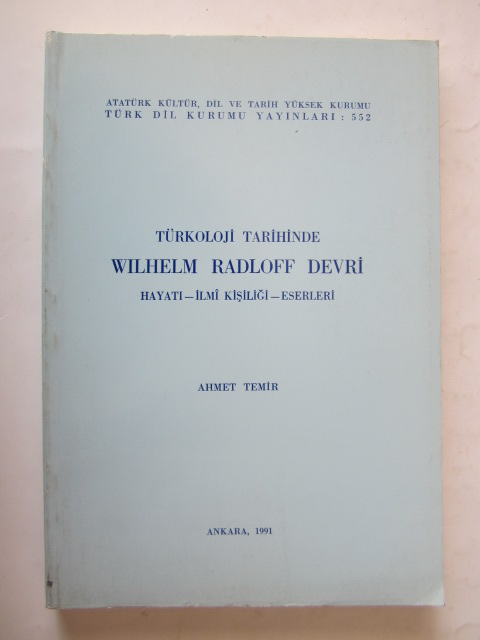 ATATÜRK KÜLTÜR, DİL VE TARİH YÜKSEK KURUMU
TÜRK DİL KURUMU YAYINLARI : 552
TÜRKOLOJİ TARİHİNDE
WILHELM RADLOFF DEVRİ
HAYATI—İLMÎ KİŞİLİĞİ—ESERLERİ
AHMET TEMİR
ANKARA, 1991